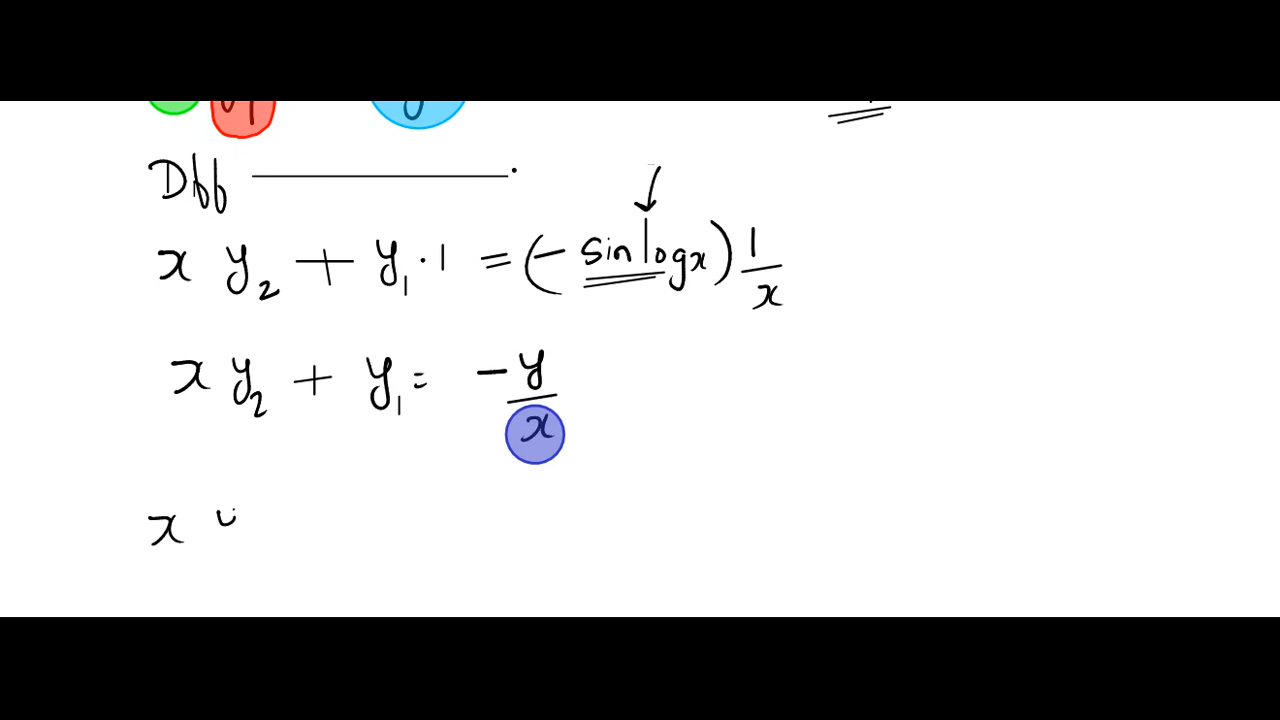 Dff
x y₂ + y₁ · 1 = (− sin log x) 1/x
x y₂ + y₁ = −y/x
x